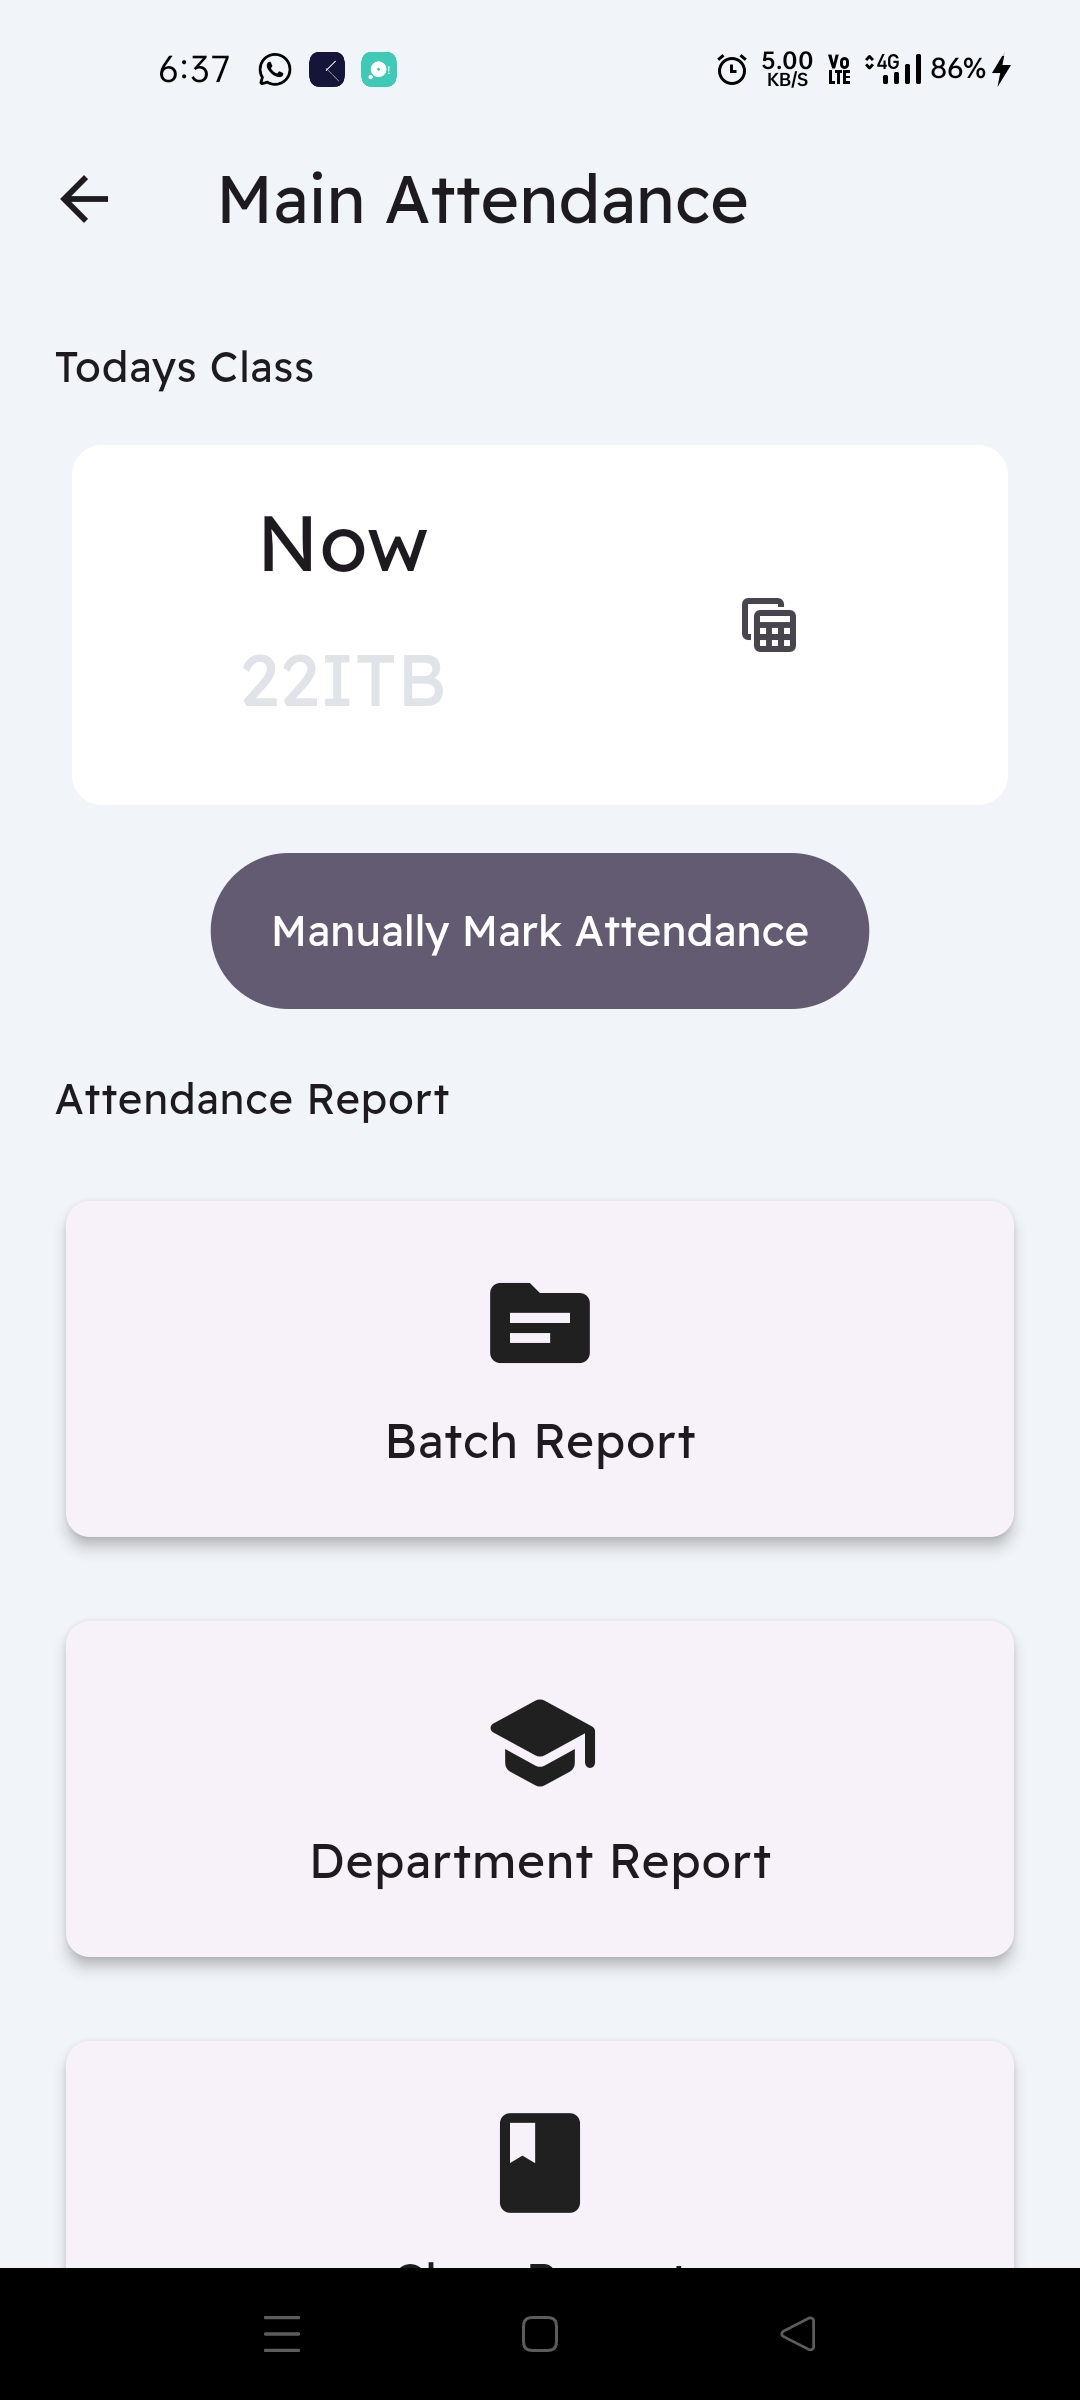 6:37 5.00 KB/S Vo LTE 4G 86%
Main Attendance
Todays Class
Now
22ITB
Manually Mark Attendance
Attendance Report
Batch Report
Department Report